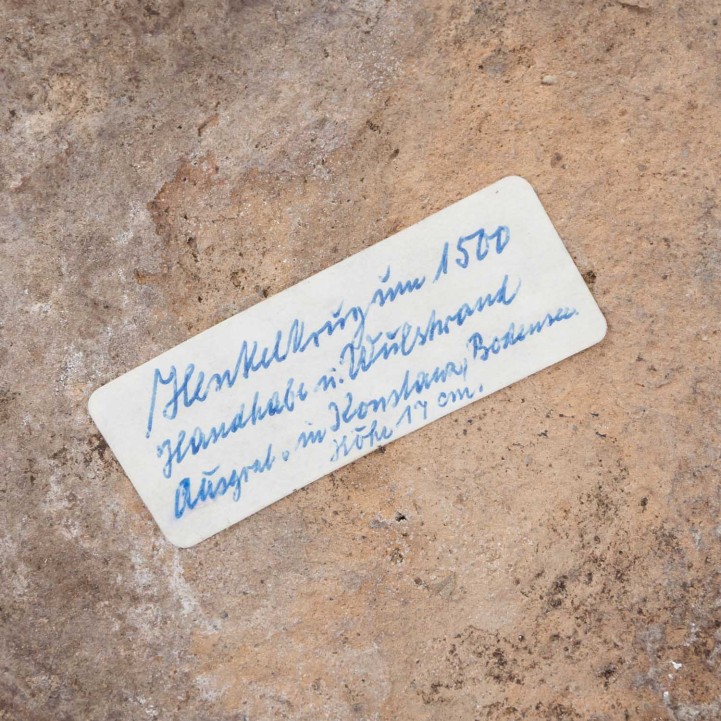 Henkelkrug um 1500
Handhabe u. Wulstrand
Ausgrab. in Konstanz, Bodensee.
Höhe 17 cm.